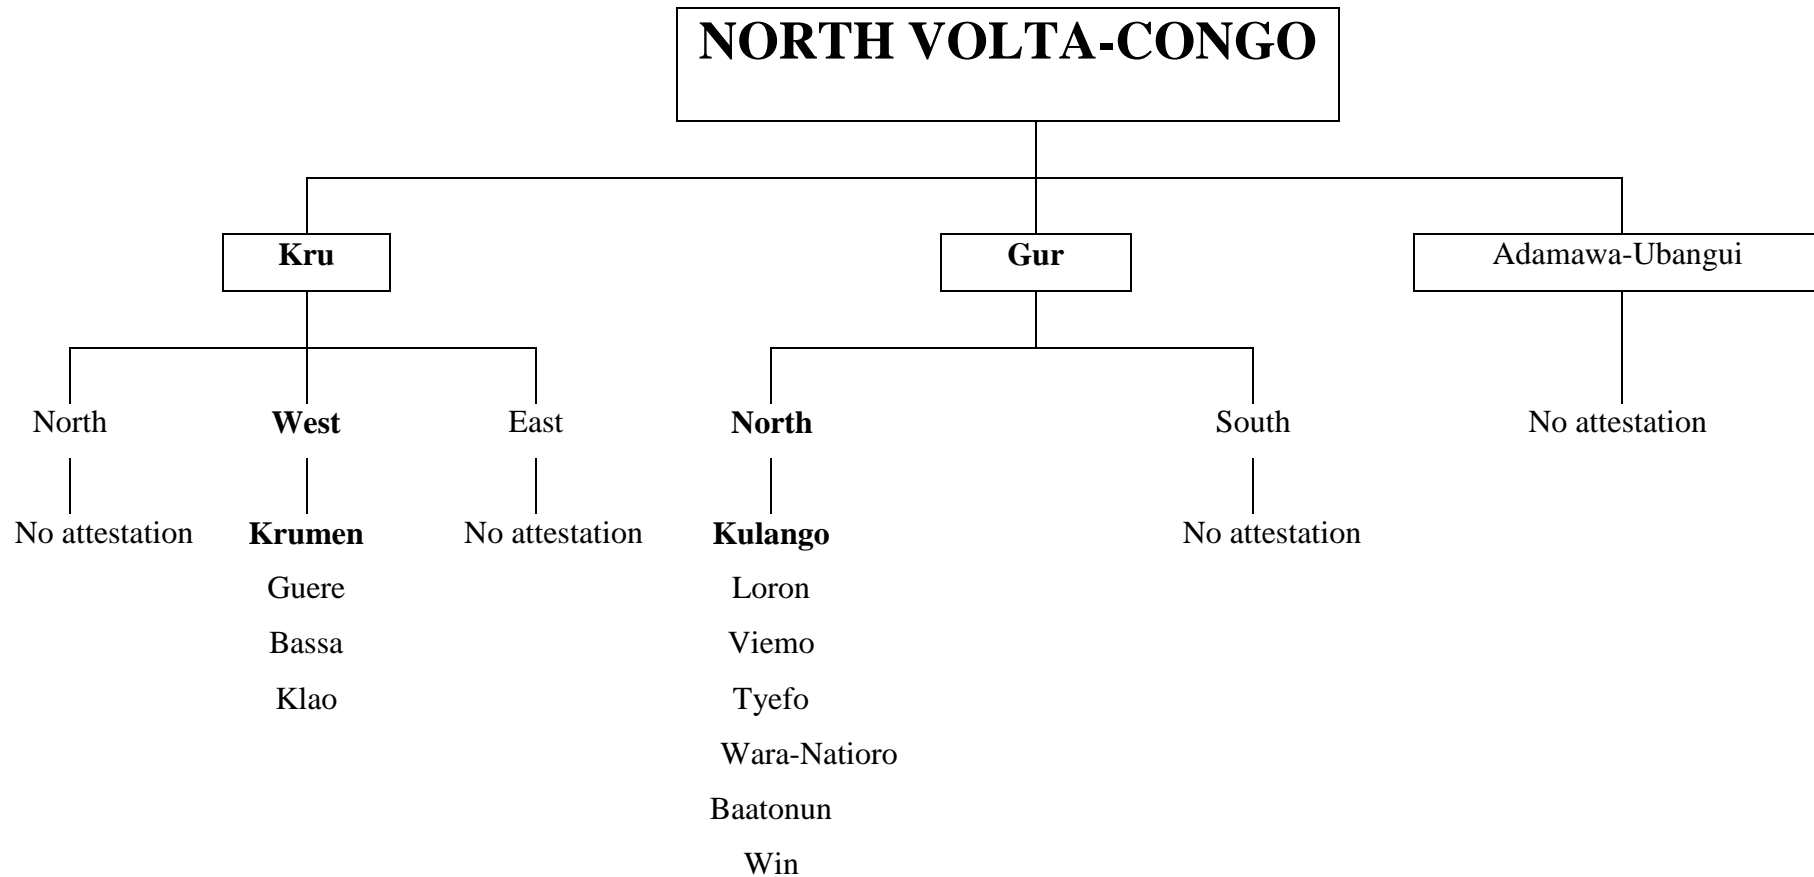 NORTH VOLTA-CONGO
Kru
Gur
Adamawa-Ubangui
North
West
East
North
South
No attestation
No attestation
Krumen
No attestation
Kulango
No attestation
Guere
Loron
Bassa
Viemo
Klao
Tyefo
Wara-Natioro
Baatonun
Win